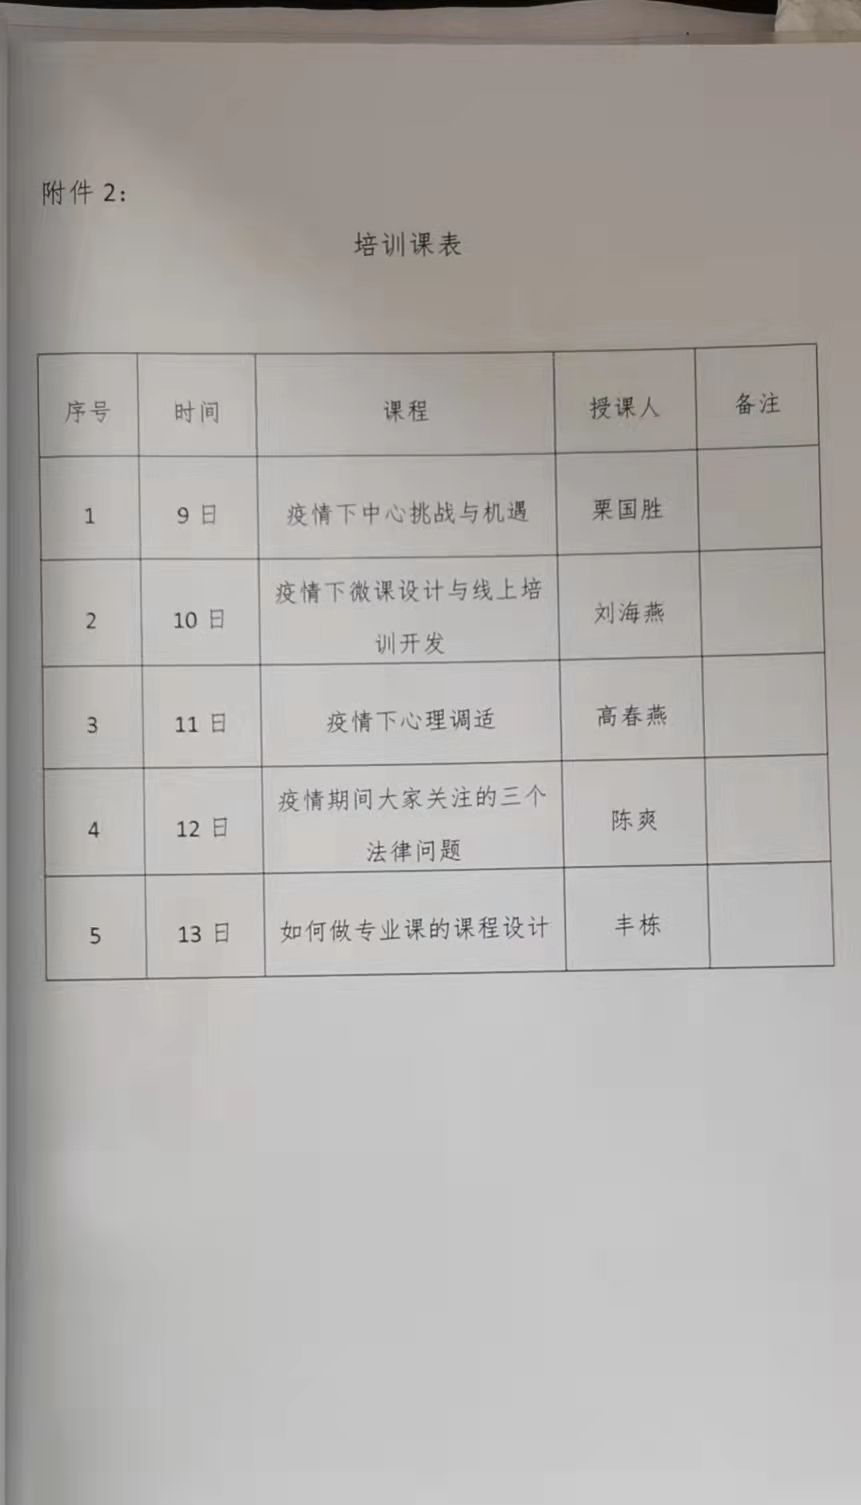 附件 2：
培训课表
序号 时间 课程 授课人 备注
1 9 日 疫情下中心挑战与机遇 栗国胜
2 10 日 疫情下微课设计与线上培
训开发 刘海燕
3 11 日 疫情下心理调适 高春燕
4 12 日 疫情期间大家关注的三个
法律问题 陈爽
5 13 日 如何做专业课的课程设计 丰栋